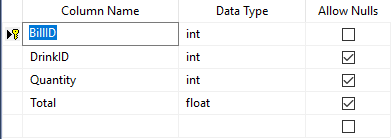 Column Name Data Type Allow Nulls
BillID int
DrinkID int
Quantity int
Total float